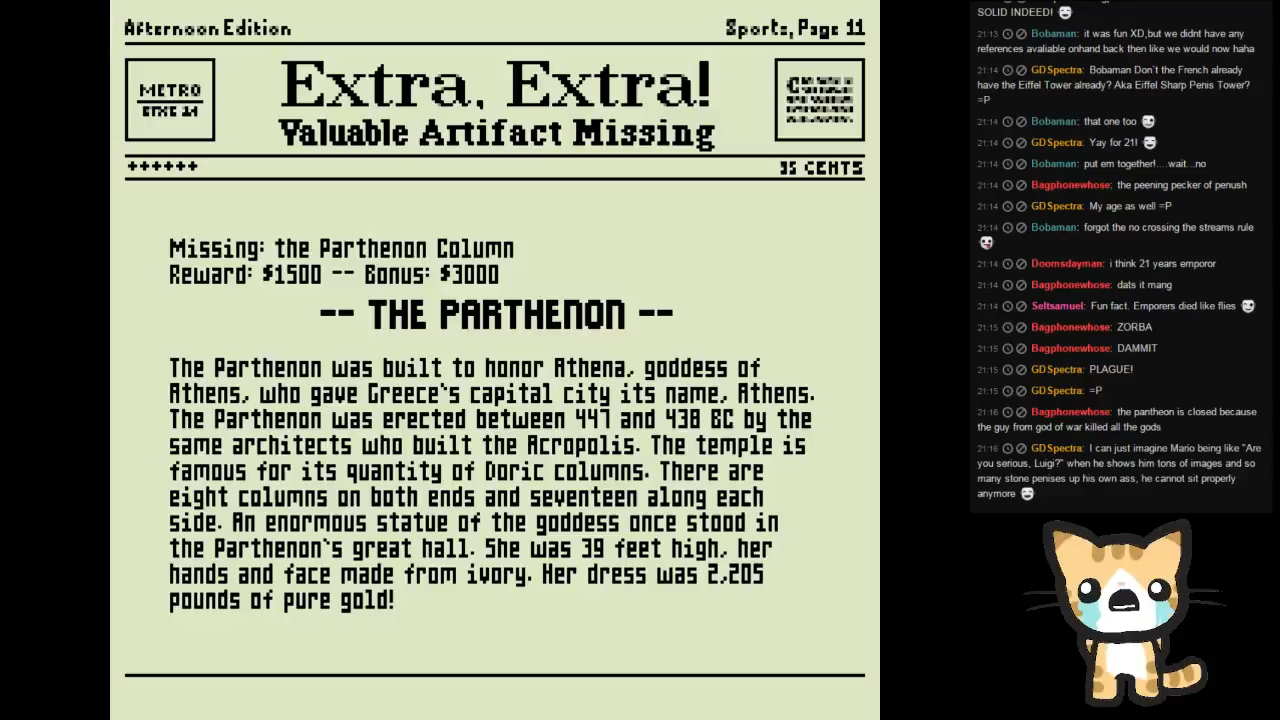 Afternoon Edition
Sports, Page 11
METRO
Extra, Extra!
Valuable Artifact Missing
++++++
35 CENTS
Missing: the Parthenon Column
Reward: $1500 -- Bonus: $3000
-- THE PARTHENON --
The Parthenon was built to honor Athena, goddess of
Athens, who gave Greece's capital city its name, Athens.
The Parthenon was erected between 447 and 438 BC by the
same architects who built the Acropolis. The temple is
famous for its quantity of Doric columns. There are
eight columns on both ends and seventeen along each
side. An enormous statue of the goddess once stood in
the Parthenon's great hall. She was 39 feet high, her
hands and face made from ivory. Her dress was 2,205
pounds of pure gold!
SOLID INDEED!
21:13 Bobaman: it was fun XD,but we didnt have any
references avaliable onhand back then like we would now haha
21:14 GDSpectra: Bobaman Don't the French already
have the Eiffel Tower already? Aka Eiffel Sharp Penis Tower?
=P
21:14 Bobaman: that one too
21:14 GDSpectra: Yay for 21!
21:14 Bobaman: put em together!....wait...no
21:14 Bagphonewhose: the peening pecker of penush
21:14 GDSpectra: My age as well =P
21:14 Bobaman: forgot the no crossing the streams rule
21:14 Doomsdayman: i think 21 years emporor
21:14 Bagphonewhose: dats it mang
21:14 Seltsamuel: Fun fact. Emporers died like flies
21:15 Bagphonewhose: ZORBA
21:15 Bagphonewhose: DAMMIT
21:15 GDSpectra: PLAGUE!
21:15 GDSpectra: =P
21:16 Bagphonewhose: the pantheon is closed because
the guy from god of war killed all the gods
21:16 GDSpectra: I can just imagine Mario being like "Are
you serious, Luigi?" when he shows him tons of images and so
many stone penises up his own ass, he cannot sit properly
anymore